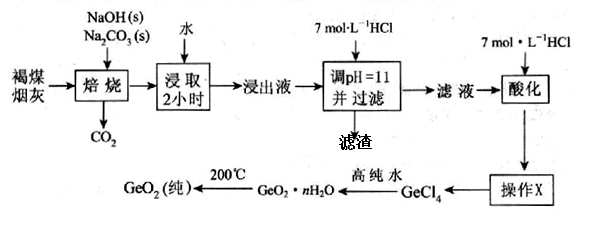 NaOH(s)
Na₂CO₃(s)
水
7 mol·L⁻¹HCl
7 mol·L⁻¹HCl
褐煤
烟灰
焙烧
浸取
2小时
浸出液
调pH=11
并过滤
滤液
酸化
CO₂
滤渣
GeO₂(纯)
200℃
GeO₂·nH₂O
高纯水
GeCl₄
操作X